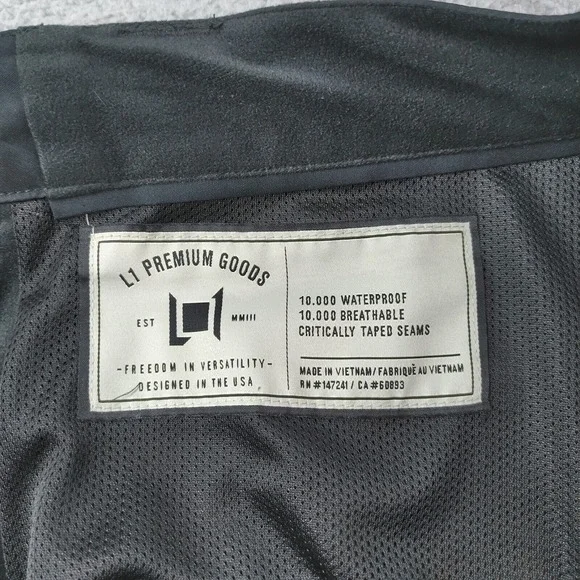 L1 PREMIUM GOODS
EST MMIII
-FREEDOM IN VERSATILITY-
DESIGNED IN THE USA
10.000 WATERPROOF
10.000 BREATHABLE
CRITICALLY TAPED SEAMS
MADE IN VIETNAM/FABRIQUÈ AU VIETNAM
RN #147241 / CA #60893